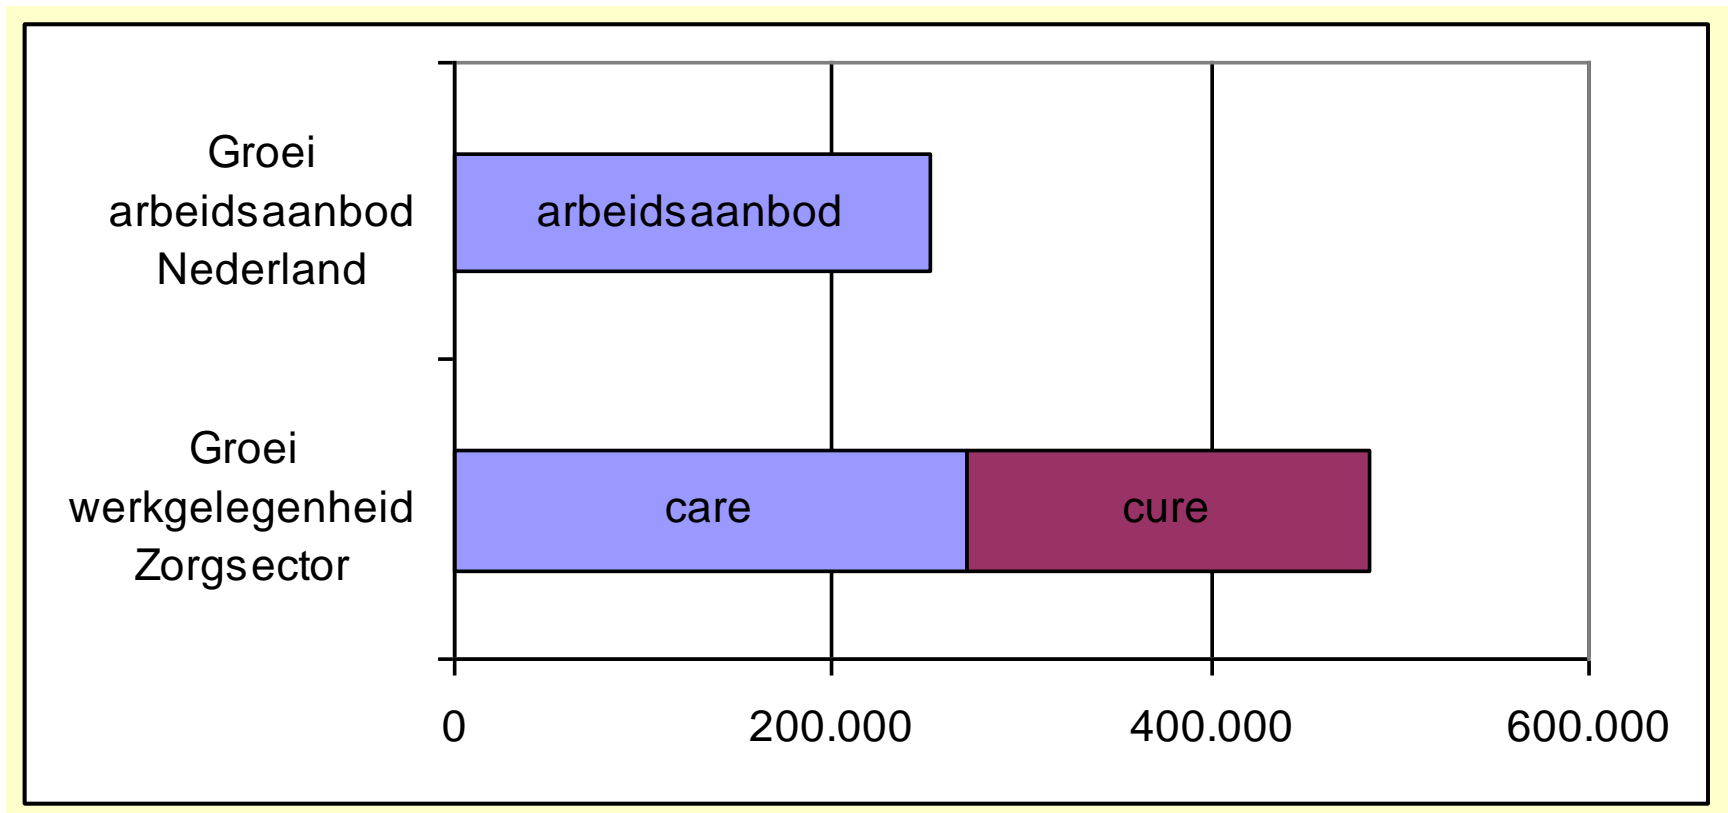 Groei
arbeidsaanbod
Nederland
arbeidsaanbod
Groei
werkgelegenheid
Zorgsector
care
cure
0
200.000
400.000
600.000